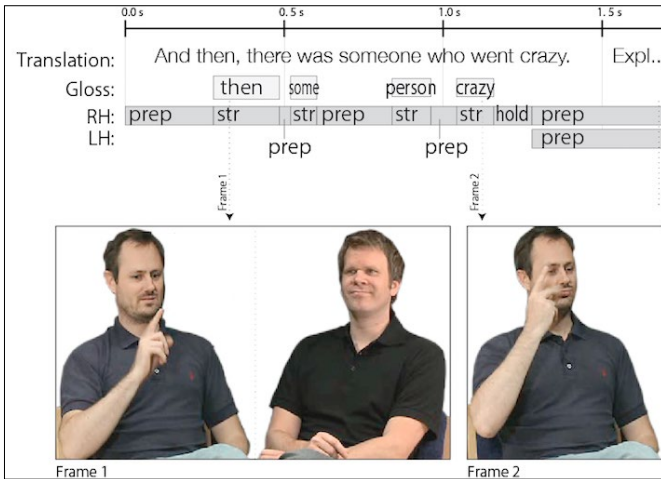 0.0 s 0.5 s 1.0 s 1.5 s
Translation: And then, there was someone who went crazy. Expl..
Gloss: then some person crazy
RH: prep str str prep str str hold prep
LH: prep
prep prep
Frame 1 Frame 2
Frame 1 Frame 2